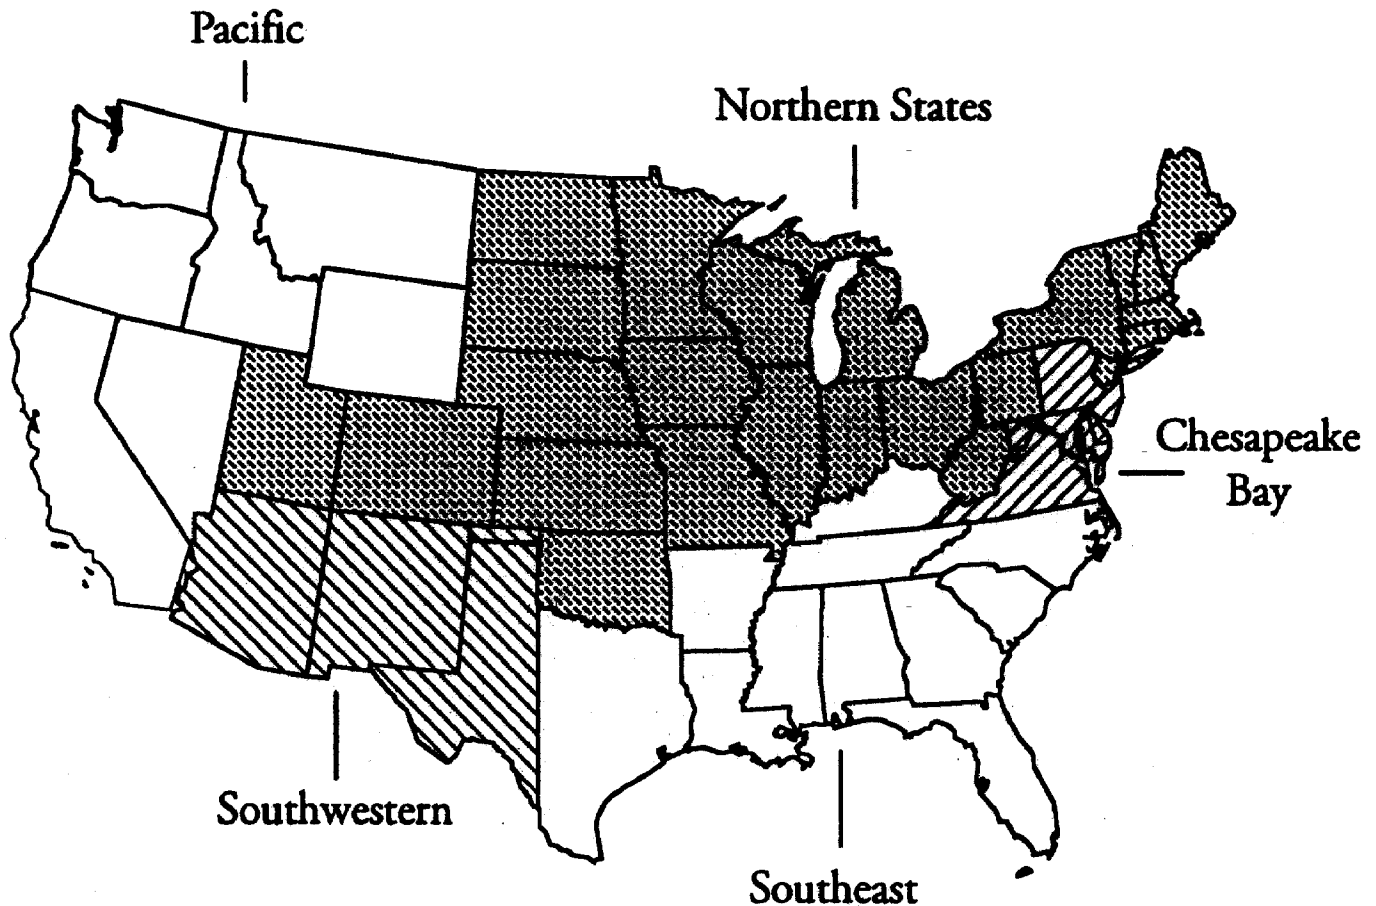 Pacific
Northern States
Chesapeake
Bay
Southwestern
Southeast